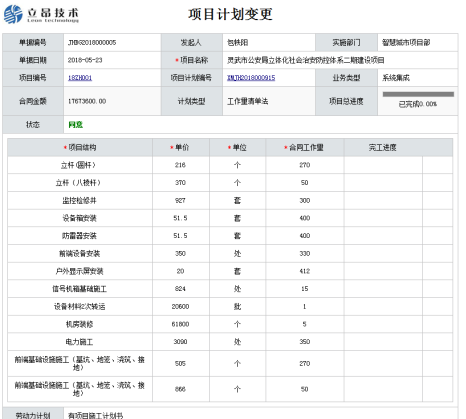 立昂技术
Leon technology
项目计划变更
单据编号 JHBG2018000005 发起人 包铁阳 实施部门 智慧城市项目部
单据日期 2018-05-23 *项目名称 灵武市公安局立体化社会治安防控体系二期建设项目
项目编号 18ZH001 项目计划编号 XMJH2018000915 业务类型 系统集成
合同金额 17673600.00 计划类型 工作量清单法 项目总进度 已完成0.00%
状态 同意
*项目结构 *单价 *单位 *合同工作量 完工进度
立杆(圆杆) 216 个 270
立杆（八棱杆） 370 个 50
监控检修井 927 套 300
设备箱安装 51.5 套 400
防雷器安装 51.5 套 400
前端设备安装 350 处 330
户外显示屏安装 20 套 412
信号机箱基础施工 824 处 15
设备材料2次转运 20600 批 1
机房装修 61800 个 5
电力施工 3090 处 350
前端基础设施施工（基坑、地笼、浇筑、接
地） 505 个 270
前端基础设施施工（基坑、地笼、浇筑、接
地） 866 个 50
劳动力计划 有项目施工计划书